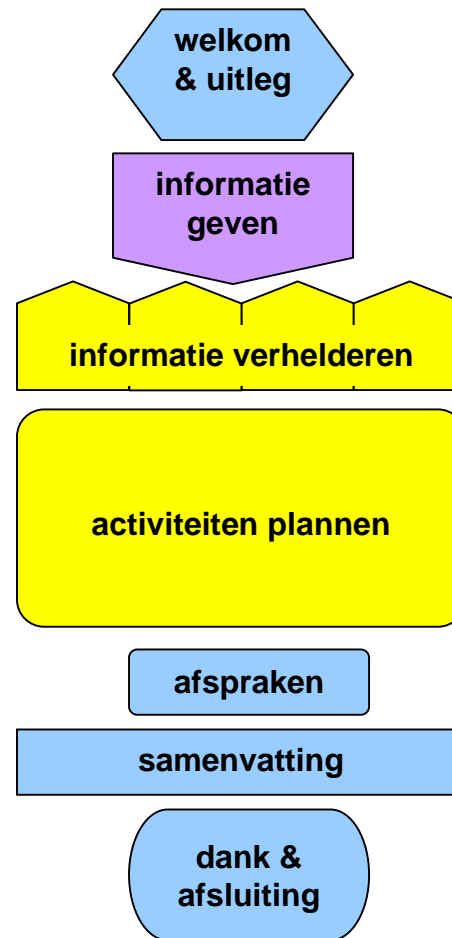 welkom
& uitleg
informatie
geven
informatie verhelderen
activiteiten plannen
afspraken
samenvatting
dank &
afsluiting